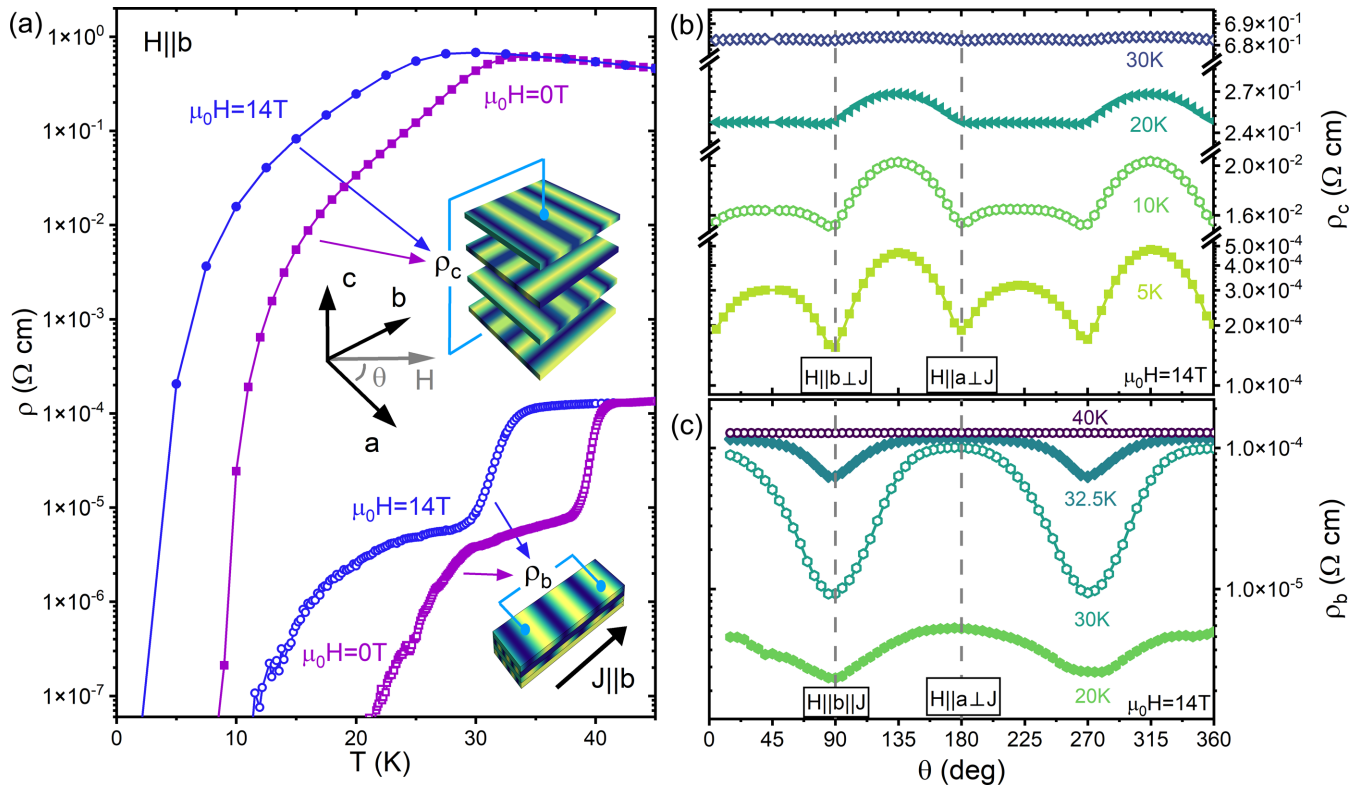 (a)
H||b
μ₀H=14T
μ₀H=0T
ρc
c
b
H
θ
a
μ₀H=14T
ρb
μ₀H=0T
J||b
1×10⁰
1×10⁻¹
1×10⁻²
1×10⁻³
1×10⁻⁴
1×10⁻⁵
1×10⁻⁶
1×10⁻⁷
ρ (Ω cm)
0
10
20
30
40
T (K)
(b)
30K
20K
10K
5K
H||b⊥J
H||a⊥J
μ₀H=14T
6.9×10⁻¹
6.8×10⁻¹
2.7×10⁻¹
2.4×10⁻¹
2.0×10⁻²
1.6×10⁻²
5.0×10⁻⁴
4.0×10⁻⁴
3.0×10⁻⁴
2.0×10⁻⁴
1.0×10⁻⁴
ρc (Ω cm)
(c)
40K
32.5K
30K
20K
H||b||J
H||a⊥J
μ₀H=14T
1.0×10⁻⁴
1.0×10⁻⁵
ρb (Ω cm)
0
45
90
135
180
225
270
315
360
θ (deg)